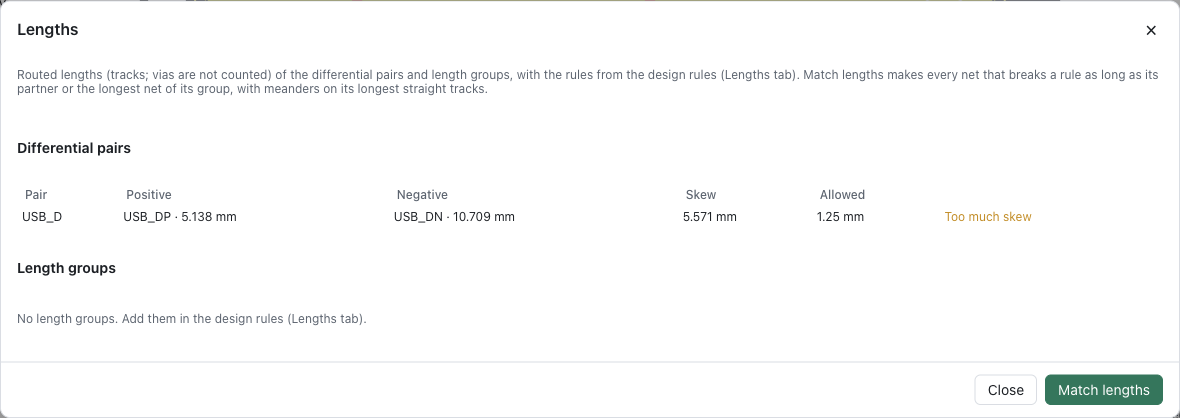 Lengths
Routed lengths (tracks; vias are not counted) of the differential pairs and length groups, with the rules from the design rules (Lengths tab). Match lengths makes every net that breaks a rule as long as its
partner or the longest net of its group, with meanders on its longest straight tracks.
Differential pairs
Pair Positive Negative Skew Allowed
USB_D USB_DP · 5.138 mm USB_DN · 10.709 mm 5.571 mm 1.25 mm Too much skew
Length groups
No length groups. Add them in the design rules (Lengths tab).
Close Match lengths